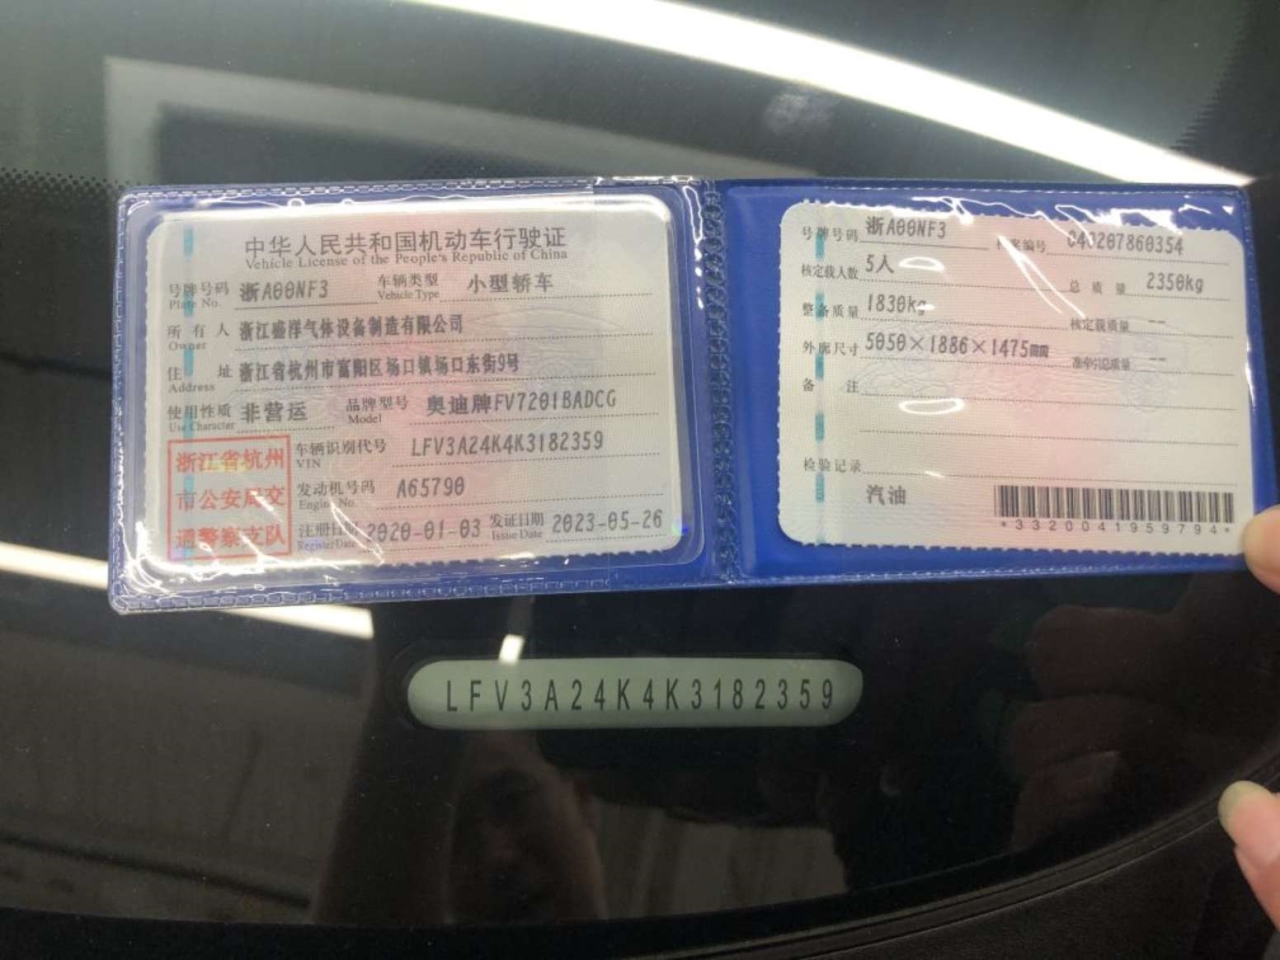 中华人民共和国机动车行驶证
Vehicle License of the People's Republic of China
号牌号码 浙A00NF3 车辆类型 小型轿车
Plate No. Vehicle Type
所有人 浙江盛洋气体设备制造有限公司
Owner
住址 浙江省杭州市富阳区场口镇场口东街9号
Address
使用性质 非营运 品牌型号 奥迪牌FV7201BADCG
Use Character Model
浙江省杭州
市公安局交
通警察支队
车辆识别代号 LFV3A24K4K3182359
VIN
发动机号码 A65790
Engine No.
注册日期 2020-01-03 发证日期 2023-05-26
Register Date Issue Date
号牌号码 浙A00NF3 档案编号 040207860354
核定载人数 5人 总质量 2350kg
整备质量 1830kg 核定载质量 --
外廓尺寸 5050×1886×1475mm 准牵引总质量 --
备注
检验记录
汽油
*3320041959794*
LFV3A24K4K3182359